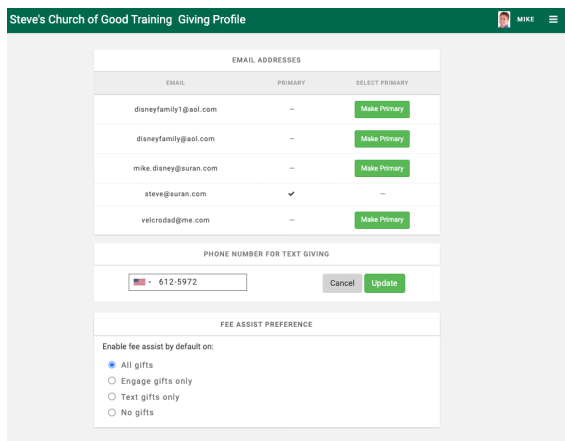 Steve's Church of Good Training Giving Profile MIKE
EMAIL ADDRESSES
EMAIL PRIMARY SELECT PRIMARY
disneyfamily1@aol.com – Make Primary
disneyfamily@aol.com – Make Primary
mike.disney@suran.com – Make Primary
steve@suran.com ✔ –
velcrodad@me.com – Make Primary
PHONE NUMBER FOR TEXT GIVING
612-5972 Cancel Update
FEE ASSIST PREFERENCE
Enable fee assist by default on:
All gifts
Engage gifts only
Text gifts only
No gifts